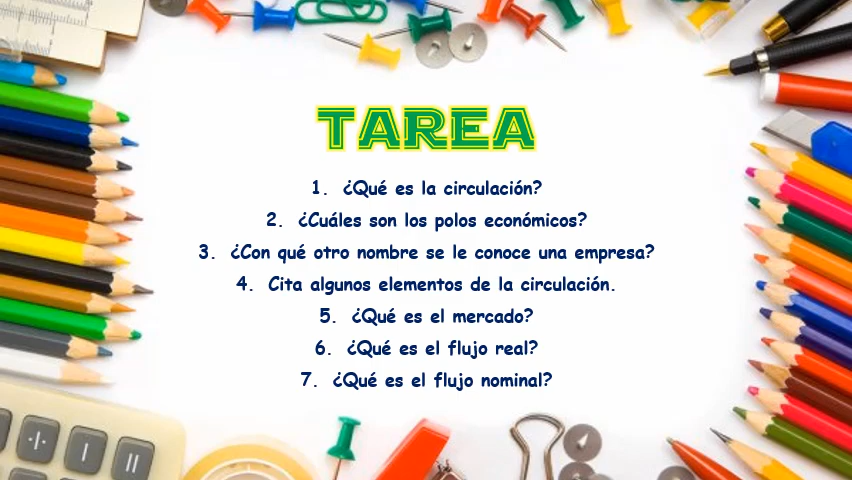 TAREA
1. ¿Qué es la circulación?
2. ¿Cuáles son los polos económicos?
3. ¿Con qué otro nombre se le conoce una empresa?
4. Cita algunos elementos de la circulación.
5. ¿Qué es el mercado?
6. ¿Qué es el flujo real?
7. ¿Qué es el flujo nominal?